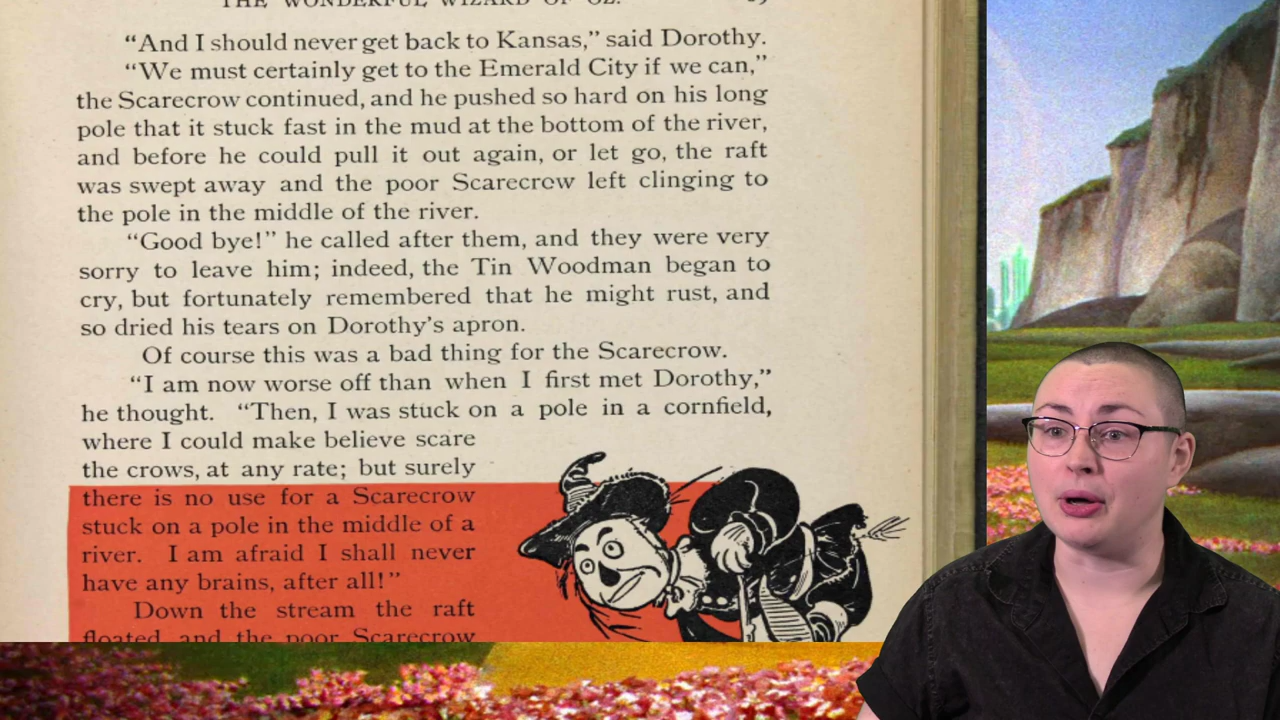 THE WONDERFUL WIZARD OF OZ.
“And I should never get back to Kansas,” said Dorothy.
“We must certainly get to the Emerald City if we can,”
the Scarecrow continued, and he pushed so hard on his long
pole that it stuck fast in the mud at the bottom of the river,
and before he could pull it out again, or let go, the raft
was swept away and the poor Scarecrow left clinging to
the pole in the middle of the river.
“Good bye!” he called after them, and they were very
sorry to leave him; indeed, the Tin Woodman began to
cry, but fortunately remembered that he might rust, and
so dried his tears on Dorothy’s apron.
Of course this was a bad thing for the Scarecrow.
“I am now worse off than when I first met Dorothy,”
he thought. “Then, I was stuck on a pole in a cornfield,
where I could make believe scare
the crows, at any rate; but surely
there is no use for a Scarecrow
stuck on a pole in the middle of a
river. I am afraid I shall never
have any brains, after all!”
Down the stream the raft
floated, and the poor Scarecrow